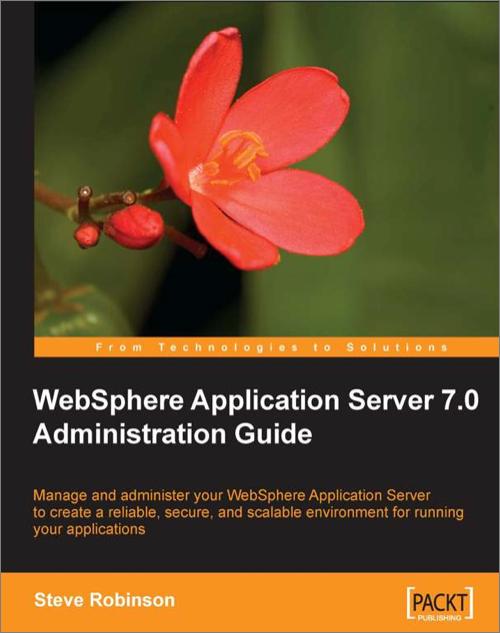 From Technologies to Solutions
WebSphere Application Server 7.0
Administration Guide
Manage and administer your WebSphere Application Server
to create a reliable, secure, and scalable environment for running
your applications
Steve Robinson
[PACKT]
PUBLISHING